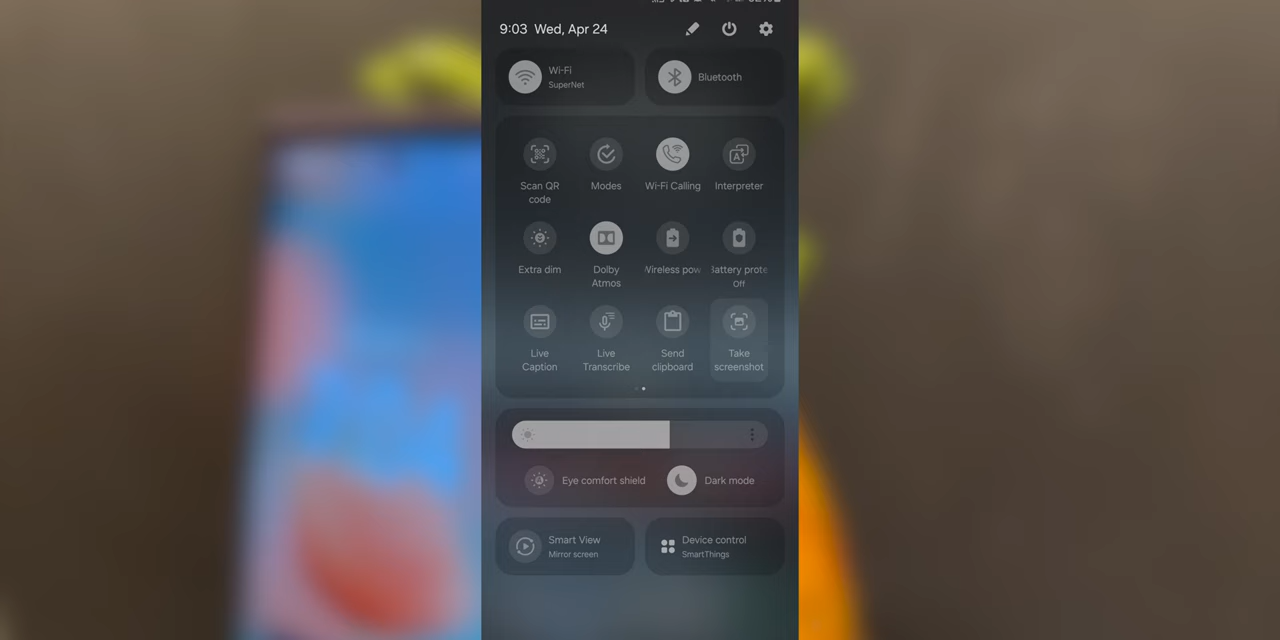 9:03 Wed, Apr 24
Wi-Fi
SuperNet
Bluetooth
Scan QR
code
Modes
Wi-Fi Calling
Interpreter
Extra dim
Dolby
Atmos
Wireless pow
Battery prote
Off
Live
Caption
Live
Transcribe
Send
clipboard
Take
screenshot
Eye comfort shield
Dark mode
Smart View
Mirror screen
Device control
SmartThings